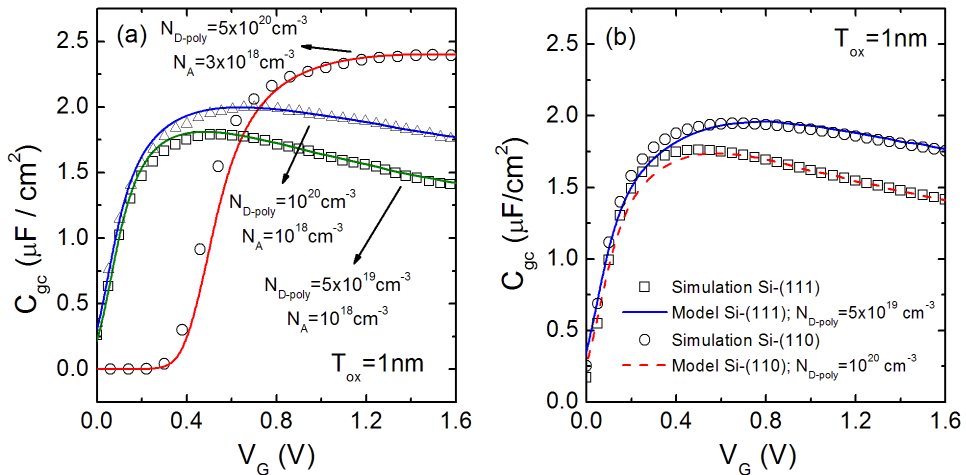 (a)
N_D-poly=5x10^20cm^-3
N_A=3x10^18cm^-3
N_D-poly=10^20cm^-3
N_A=10^18cm^-3
N_D-poly=5x10^19cm^-3
N_A=10^18cm^-3
T_ox=1nm
C_gc (μF / cm^2)
2.5
2.0
1.5
1.0
0.5
0.0
0.0 0.4 0.8 1.2 1.6
V_G (V)
(b)
T_ox=1nm
C_gc (μF / cm^2)
2.5
2.0
1.5
1.0
0.5
0.0
Simulation Si-(111)
Model Si-(111); N_D-poly=5x10^19 cm^-3
Simulation Si-(110)
Model Si-(110); N_D-poly=10^20 cm^-3
0.0 0.4 0.8 1.2 1.6
V_G (V)